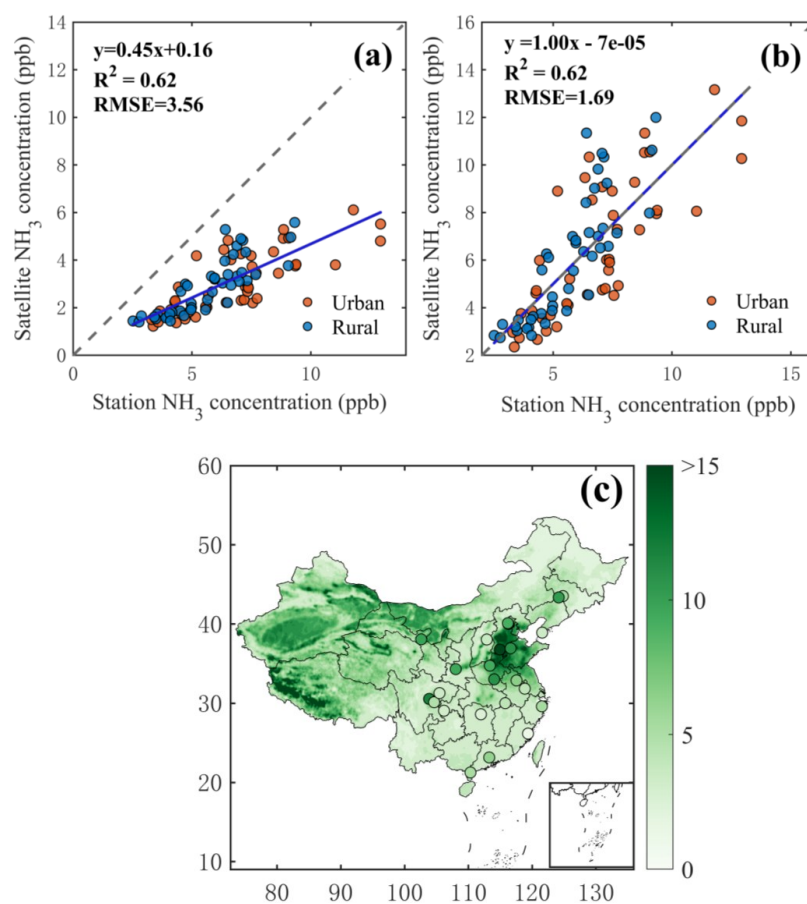 y=0.45x+0.16
R² = 0.62
RMSE=3.56
(a)
Satellite NH₃ concentration (ppb)
14
12
10
8
6
4
2
0
Urban
Rural
0 5 10
Station NH₃ concentration (ppb)
y =1.00x - 7e-05
R² = 0.62
RMSE=1.69
(b)
Satellite NH₃ concentration (ppb)
16
14
12
10
8
6
4
2
Urban
Rural
5 10 15
Station NH₃ concentration (ppb)
(c)
60
50
40
30
20
10
80 90 100 110 120 130
>15
10
5
0